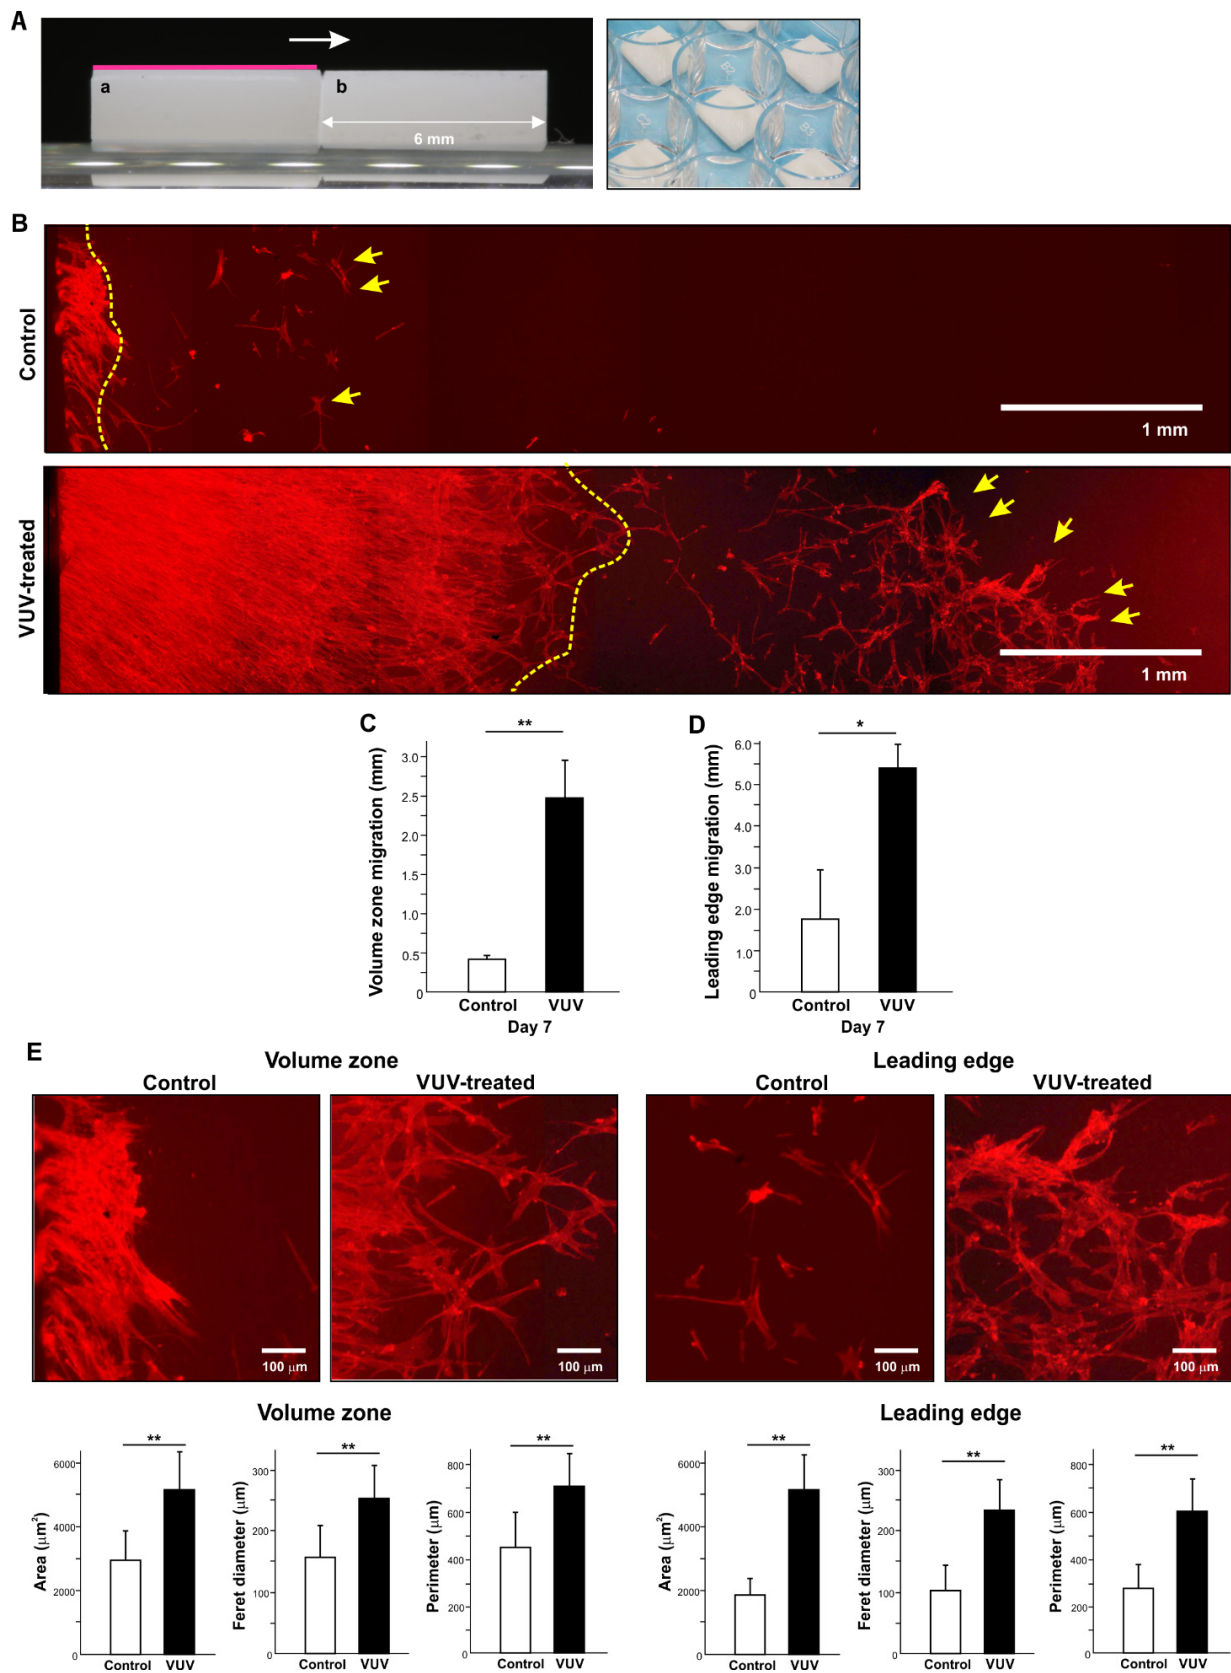 A
a
b
6 mm
B
Control
1 mm
VUV-treated
1 mm
C
**
Volume zone migration (mm)
3.0
2.5
2.0
1.5
1.0
0.5
0
Control VUV
Day 7
D
*
Leading edge migration (mm)
6.0
5.0
4.0
3.0
2.0
1.0
0
Control VUV
Day 7
E
Volume zone
Control VUV-treated
100 μm
100 μm
Leading edge
Control VUV-treated
100 μm
100 μm
Volume zone
**
Area (μm²)
6000
4000
2000
0
Control VUV
**
Feret diameter (μm)
300
200
100
0
Control VUV
**
Perimeter (μm)
800
600
400
200
0
Control VUV
Leading edge
**
Area (μm²)
6000
4000
2000
0
Control VUV
**
Feret diameter (μm)
300
200
100
0
Control VUV
**
Perimeter (μm)
800
600
400
200
0
Control VUV